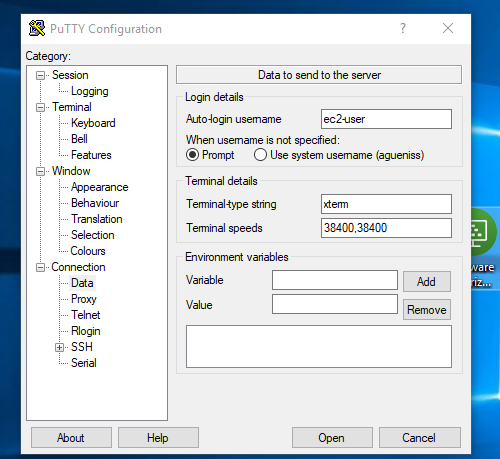 PuTTY Configuration
?
Category:
Session
Logging
Terminal
Keyboard
Bell
Features
Window
Appearance
Behaviour
Translation
Selection
Colours
Connection
Data
Proxy
Telnet
Rlogin
SSH
Serial
Data to send to the server
Login details
Auto-login username ec2-user
When username is not specified:
Prompt Use system username (agueniss)
Terminal details
Terminal-type string xterm
Terminal speeds 38400,38400
Environment variables
Variable Add
Value Remove
About Help Open Cancel
ware
riz...